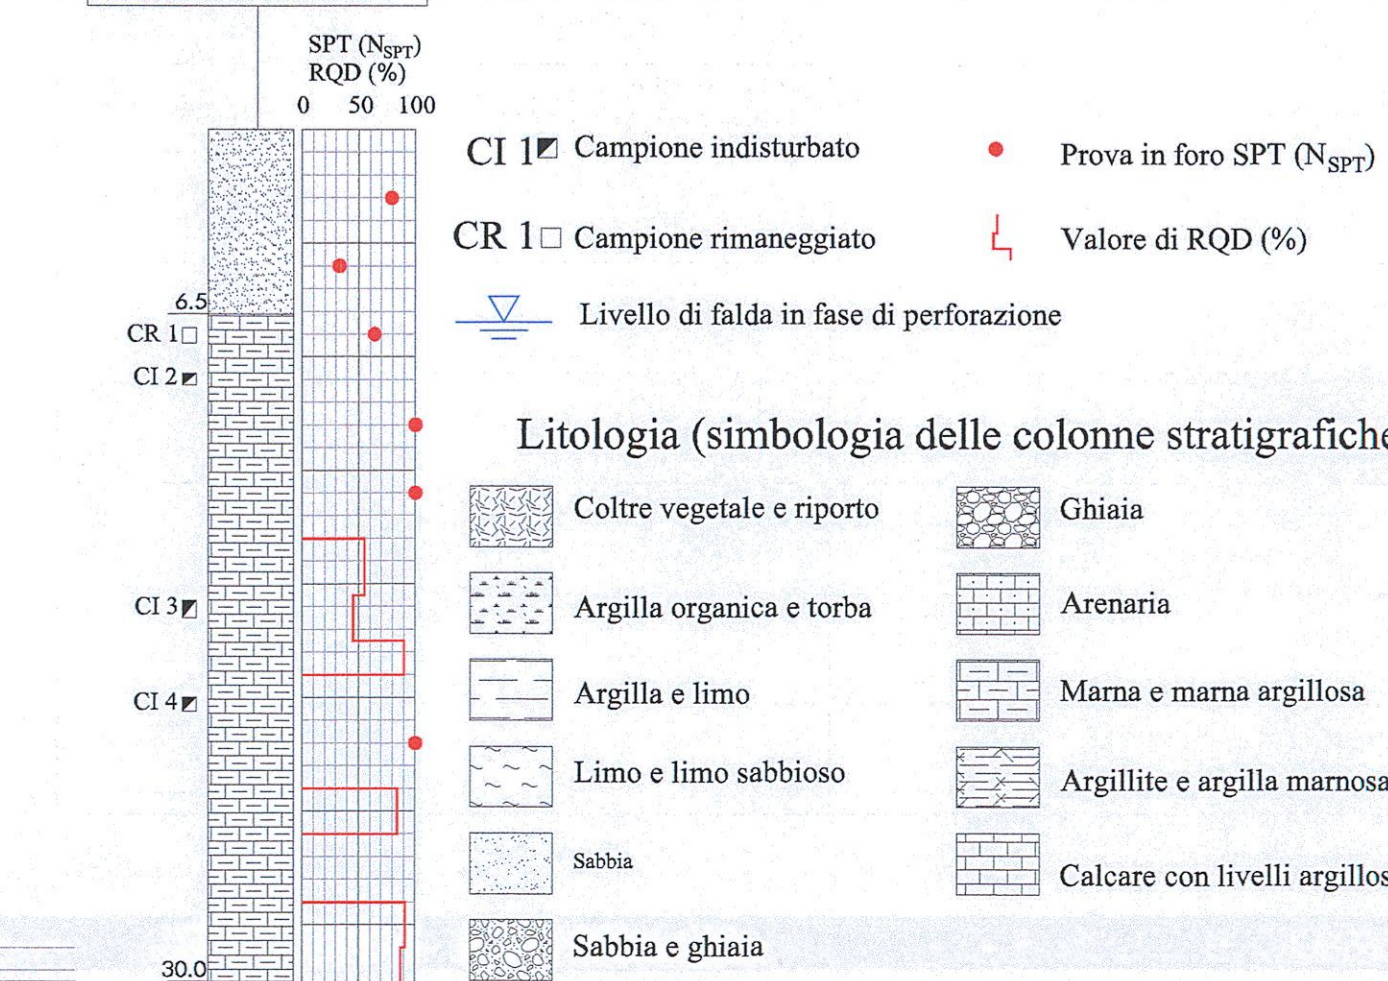 SPT (NSPT)
RQD (%)
0 50 100
6.5
CR 1
CI 2
CI 3
CI 4
30.0
CI 1 Campione indisturbato
Prova in foro SPT (NSPT)
CR 1 Campione rimaneggiato
Valore di RQD (%)
Livello di falda in fase di perforazione
Litologia (simbologia delle colonne stratigrafiche
Coltre vegetale e riporto
Ghiaia
Argilla organica e torba
Arenaria
Argilla e limo
Marna e marna argillosa
Limo e limo sabbioso
Argillite e argilla marnosa
Sabbia
Calcare con livelli argillos
Sabbia e ghiaia